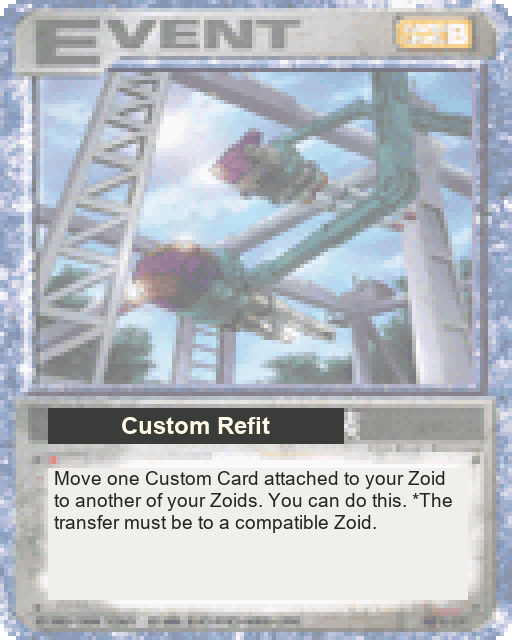 EVENT
B
Custom Refit
Move one Custom Card attached to your Zoid
to another of your Zoids. You can do this. *The
transfer must be to a compatible Zoid.